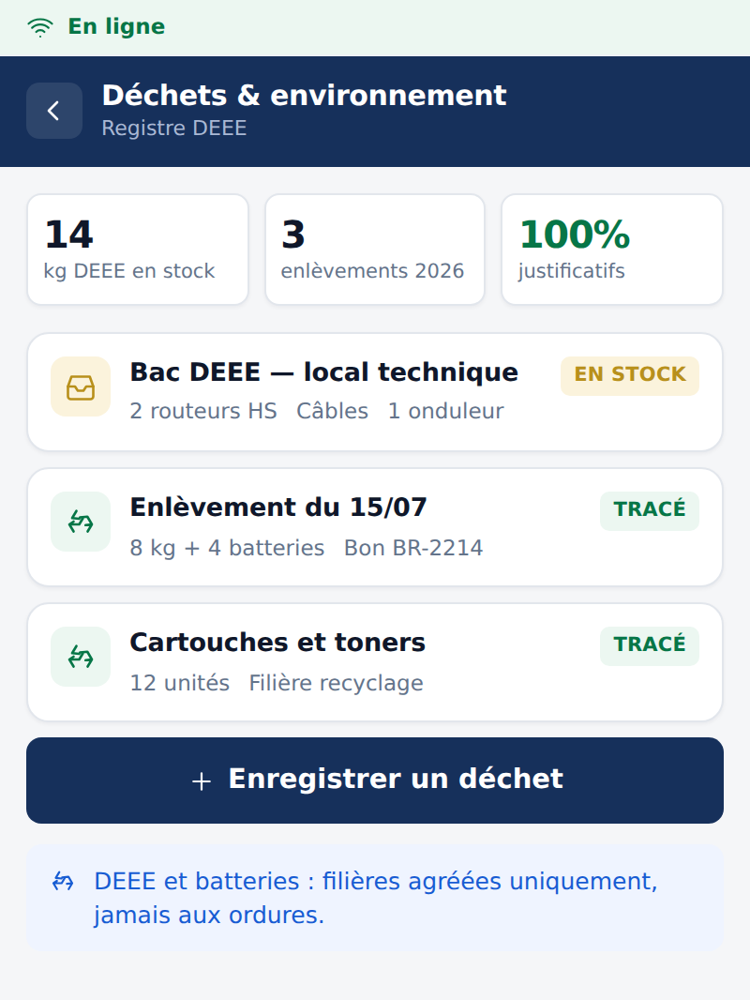 En ligne
Déchets & environnement
Registre DEEE
14
kg DEEE en stock
3
enlèvements 2026
100%
justificatifs
Bac DEEE — local technique
EN STOCK
2 routeurs HS Câbles 1 onduleur
Enlèvement du 15/07
TRACÉ
8 kg + 4 batteries Bon BR-2214
Cartouches et toners
TRACÉ
12 unités Filière recyclage
+ Enregistrer un déchet
DEEE et batteries : filières agréées uniquement,
jamais aux ordures.